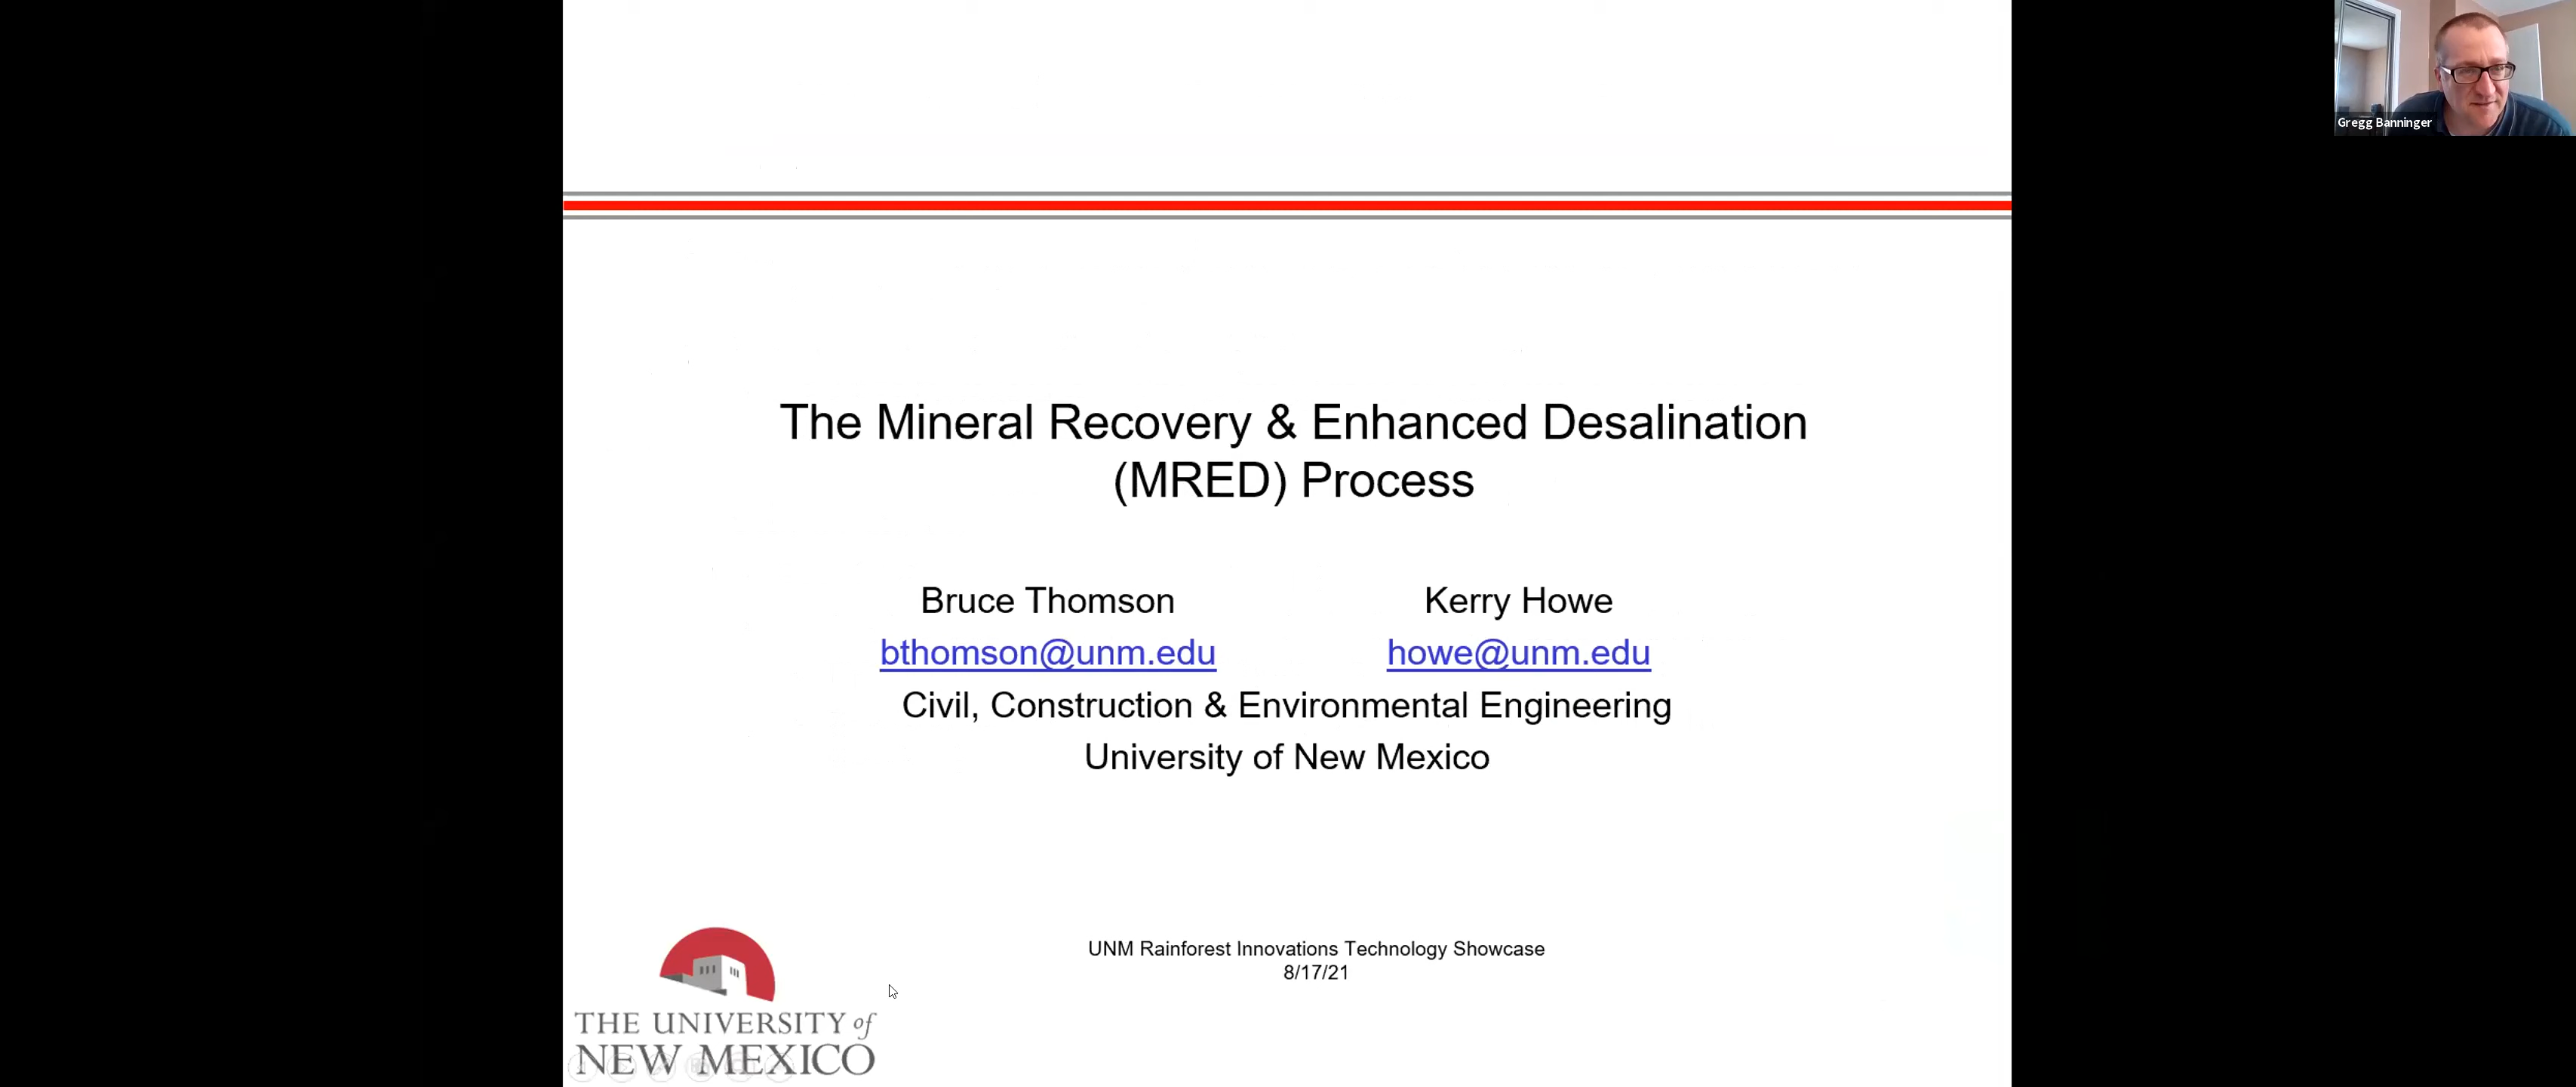 Gregg Banninger
The Mineral Recovery & Enhanced Desalination
(MRED) Process
Bruce Thomson
Kerry Howe
bthomson@unm.edu
howe@unm.edu
Civil, Construction & Environmental Engineering
University of New Mexico
UNM Rainforest Innovations Technology Showcase
8/17/21
THE UNIVERSITY of
NEW MEXICO